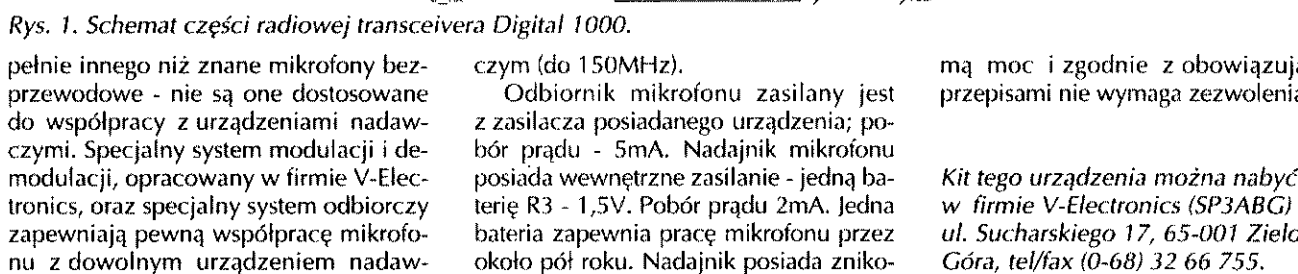 Rys. 1. Schemat części radiowej transceivera Digital 1000.
pełnie innego niż znane mikrofony bez-
przewodowe - nie są one dostosowane
do współpracy z urządzeniami nadaw-
czymi. Specjalny system modulacji i de-
modulacji, opracowany w firmie V-Elec-
tronics, oraz specjalny system odbiorczy
zapewniają pewną współpracę mikrofo-
nu z dowolnym urządzeniem nadaw-
czym (do 150MHz).
Odbiornik mikrofonu zasilany jest
z zasilacza posiadanego urządzenia; po-
bór prądu - 5mA. Nadajnik mikrofonu
posiada wewnętrzne zasilanie - jedną ba-
terię R3 - 1,5V. Pobór prądu 2mA. Jedna
bateria zapewnia pracę mikrofonu przez
około pół roku. Nadajnik posiada zniko-
mą moc i zgodnie z obowiązują
przepisami nie wymaga zezwolenia
Kit tego urządzenia można nabyć
w firmie V-Electronics (SP3ABG)
ul. Sucharskiego 17, 65-001 Zielo
Góra, tel/fax (0-68) 32 66 755.